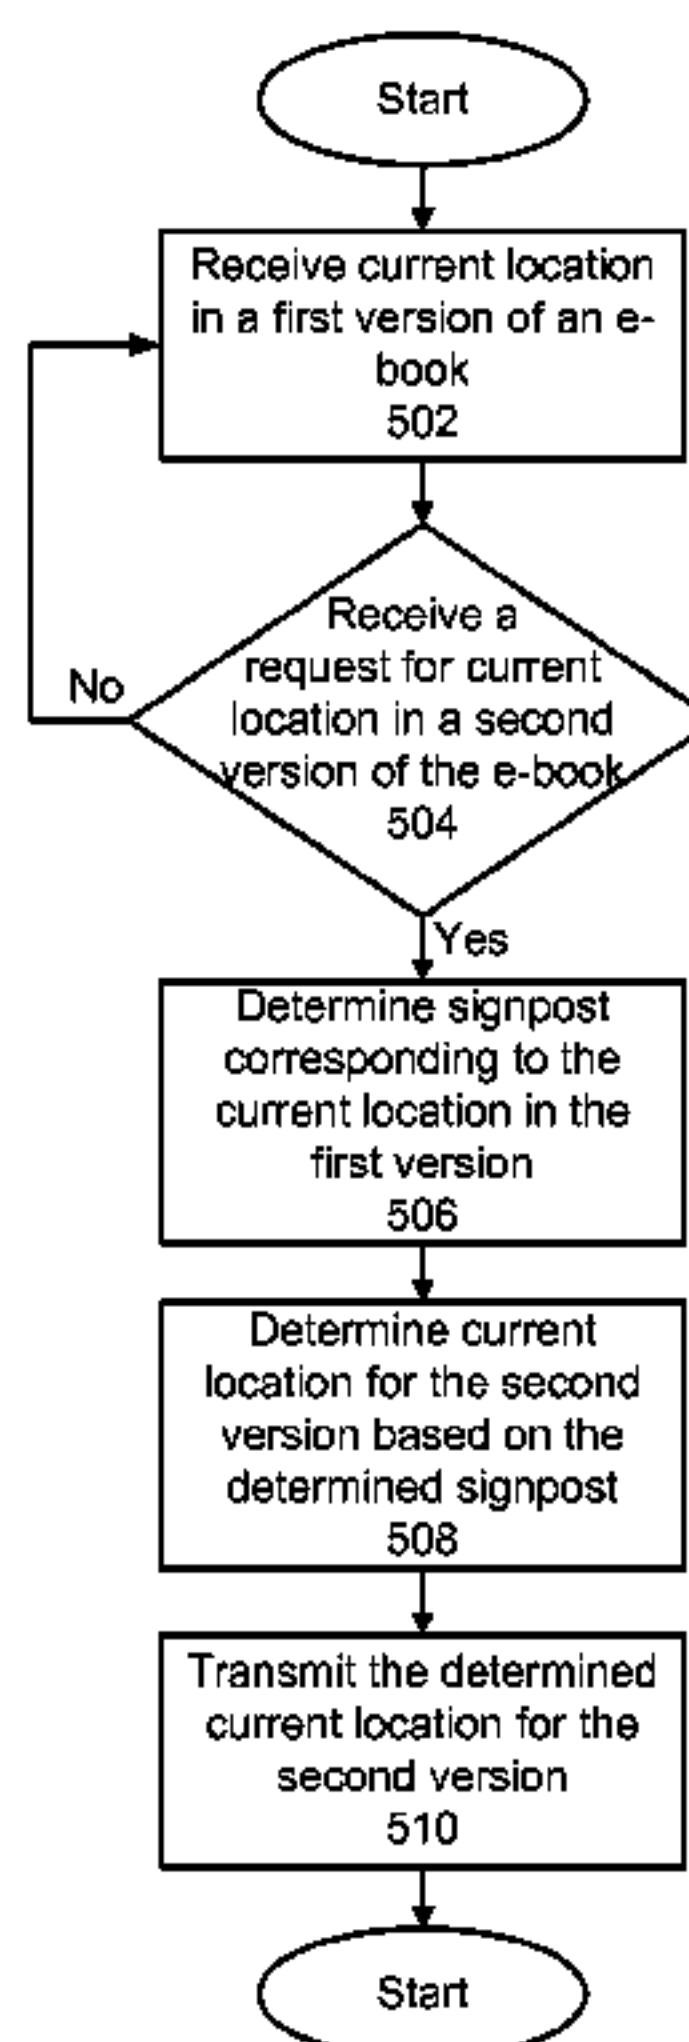 Start
Receive current location
in a first version of an e-
book
502
Receive a
request for current
location in a second
version of the e-book
504
No
Yes
Determine signpost
corresponding to the
current location in the
first version
506
Determine current
location for the second
version based on the
determined signpost
508
Transmit the determined
current location for the
second version
510
Start